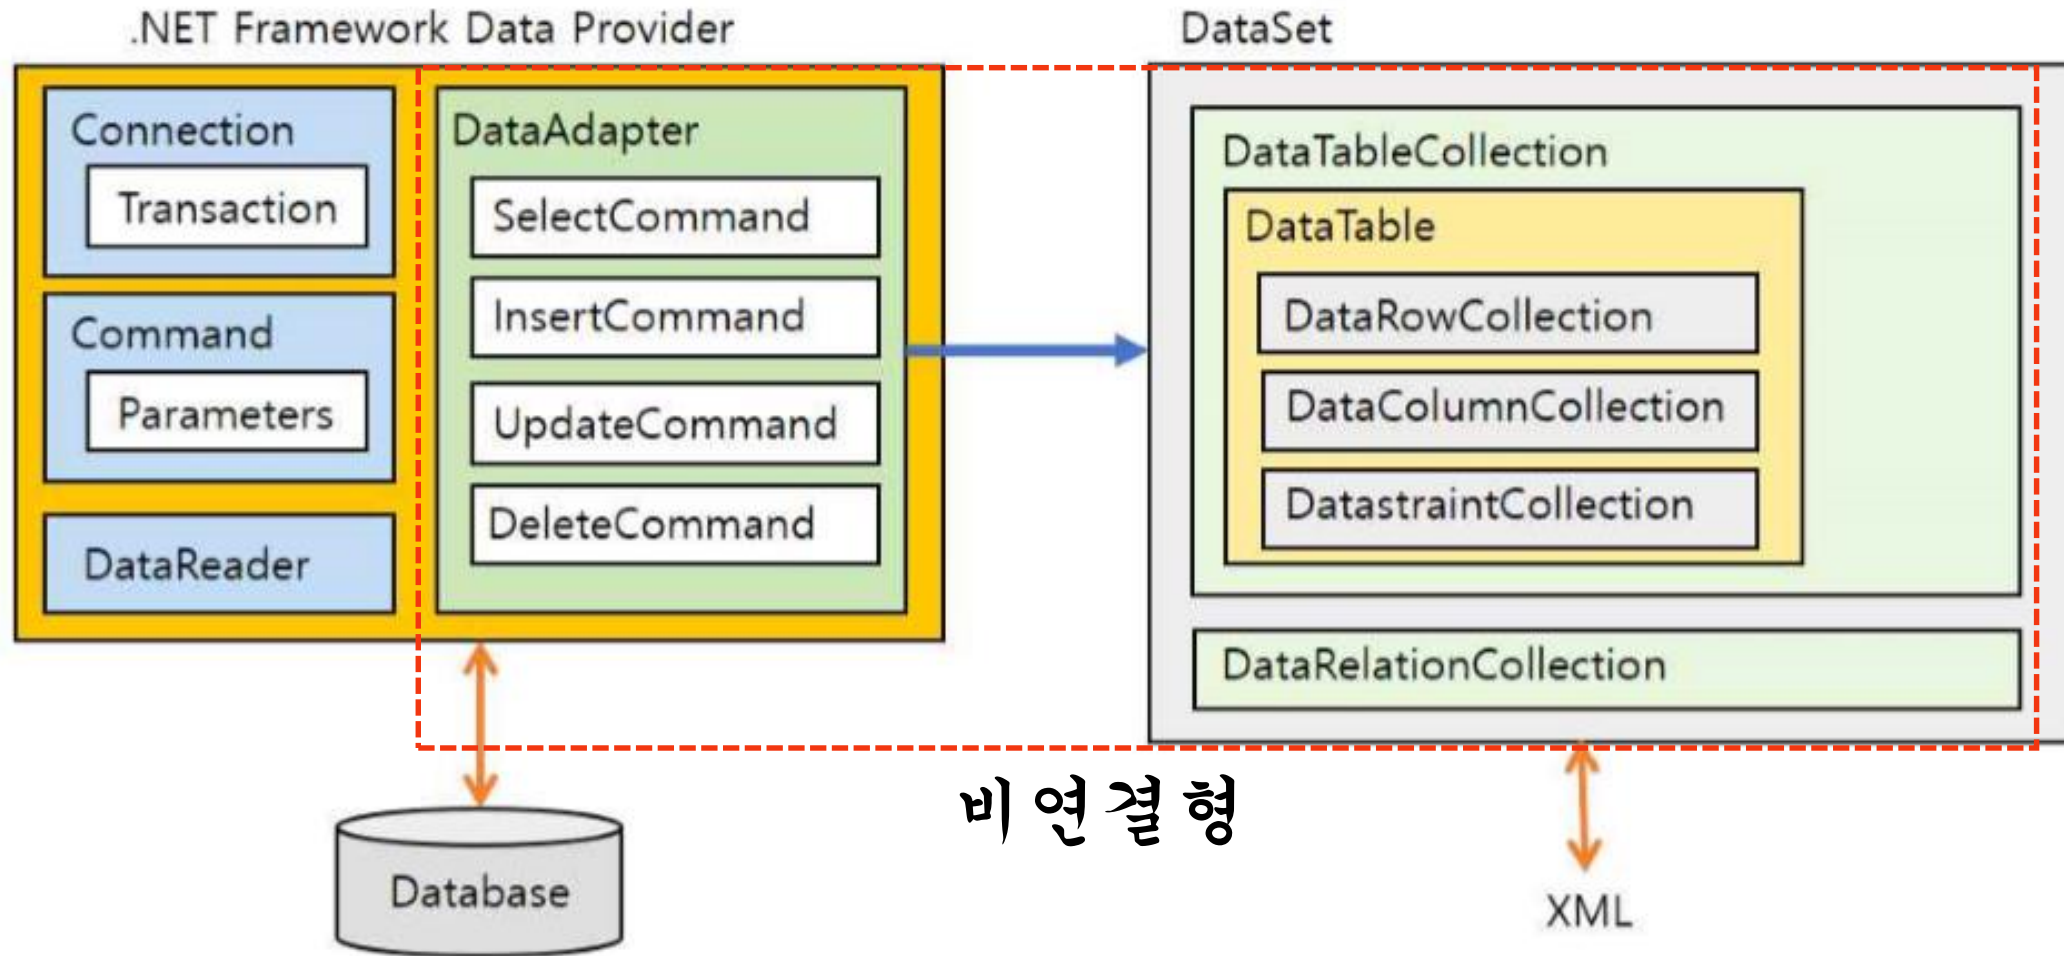 .NET Framework Data Provider
Connection
Transaction
Command
Parameters
DataReader
DataAdapter
SelectCommand
InsertCommand
UpdateCommand
DeleteCommand
Database
DataSet
DataTableCollection
DataTable
DataRowCollection
DataColumnCollection
DatastraintCollection
DataRelationCollection
비연결형
XML